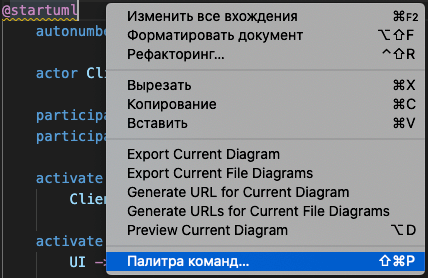 @startuml
autonumbe
actor Cli
participa
participa
activate
Clien
activate
UI ->
Изменить все вхождения ⌘F2
Форматировать документ ⌥⇧F
Рефакторинг... ^⇧R
Вырезать ⌘X
Копирование ⌘C
Вставить ⌘V
Export Current Diagram
Export Current File Diagrams
Generate URL for Current Diagram
Generate URLs for Current File Diagrams
Preview Current Diagram ⌥D
Палитра команд... ⇧⌘P